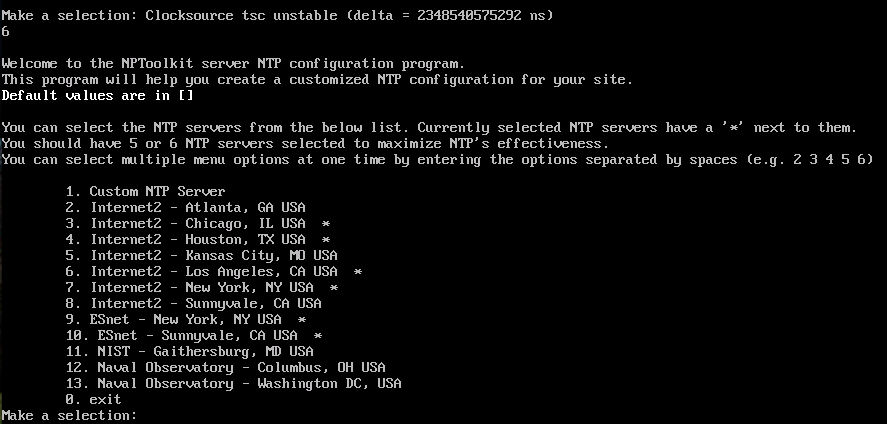 Make a selection: Clocksource tsc unstable (delta = 2348540575292 ns)
6
Welcome to the NPToolkit server NTP configuration program.
This program will help you create a customized NTP configuration for your site.
Default values are in []
You can select the NTP servers from the below list. Currently selected NTP servers have a '*' next to them.
You should have 5 or 6 NTP servers selected to maximize NTP's effectiveness.
You can select multiple menu options at one time by entering the options separated by spaces (e.g. 2 3 4 5 6)
1. Custom NTP Server
2. Internet2 - Atlanta, GA USA
3. Internet2 - Chicago, IL USA  *
4. Internet2 - Houston, TX USA  *
5. Internet2 - Kansas City, MO USA
6. Internet2 - Los Angeles, CA USA  *
7. Internet2 - New York, NY USA  *
8. Internet2 - Sunnyvale, CA USA
9. ESnet - New York, NY USA  *
10. ESnet - Sunnyvale, CA USA  *
11. NIST - Gaithersburg, MD USA
12. Naval Observatory - Columbus, OH USA
13. Naval Observatory - Washington DC, USA
0. exit
Make a selection: